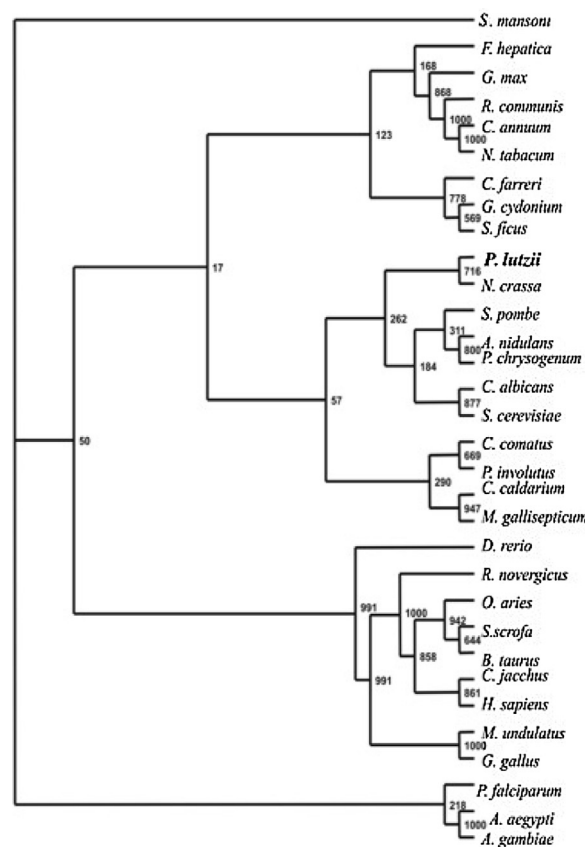 S. mansoni
F. hepatica
168
G. max
868
R. communis
1000
C. annuum
123
1000
N. tabacum
C. farreri
778
G. cydonium
569
S. ficus
P. lutzii
17
716
N. crassa
S. pombe
262
311
A. nidulans
800
P. chrysogenum
184
C. albicans
57
877
S. cerevisiae
50
C. comatus
669
P. involutus
290
C. caldarium
947
M. gallisepticum
D. rerio
R. novergicus
O. aries
991
1000
942
S.scrofa
644
858
B. taurus
991
C. jacchus
861
H. sapiens
M. undulatus
1000
G. gallus
P. falciparum
218
A. aegypti
1000
A. gambiae